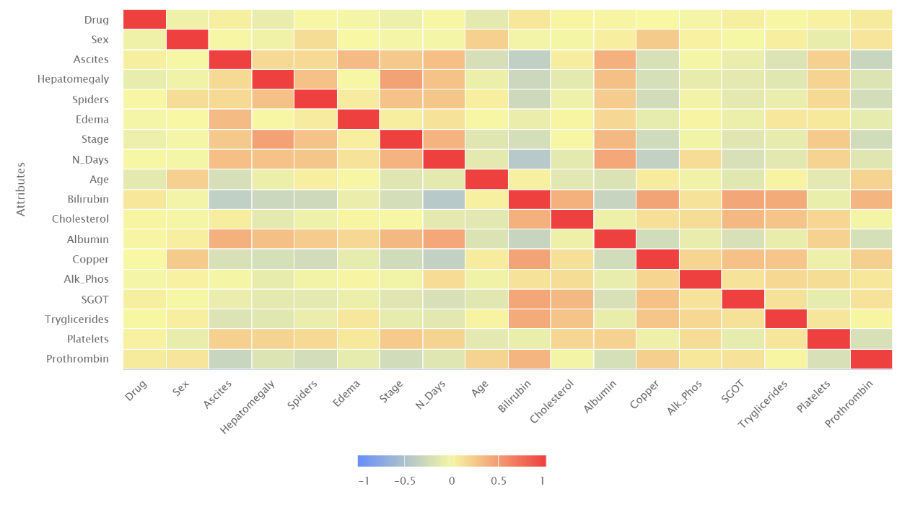 Attributes
Drug
Sex
Ascites
Hepatomegaly
Spiders
Edema
Stage
N_Days
Age
Bilirubin
Cholesterol
Albumin
Copper
Alk_Phos
SGOT
Tryglicerides
Platelets
Prothrombin
Drug Sex Ascites Hepatomegaly Spiders Edema Stage N_Days Age Bilirubin Cholesterol Albumin Copper Alk_Phos SGOT Tryglicerides Platelets Prothrombin
-1 -0.5 0 0.5 1